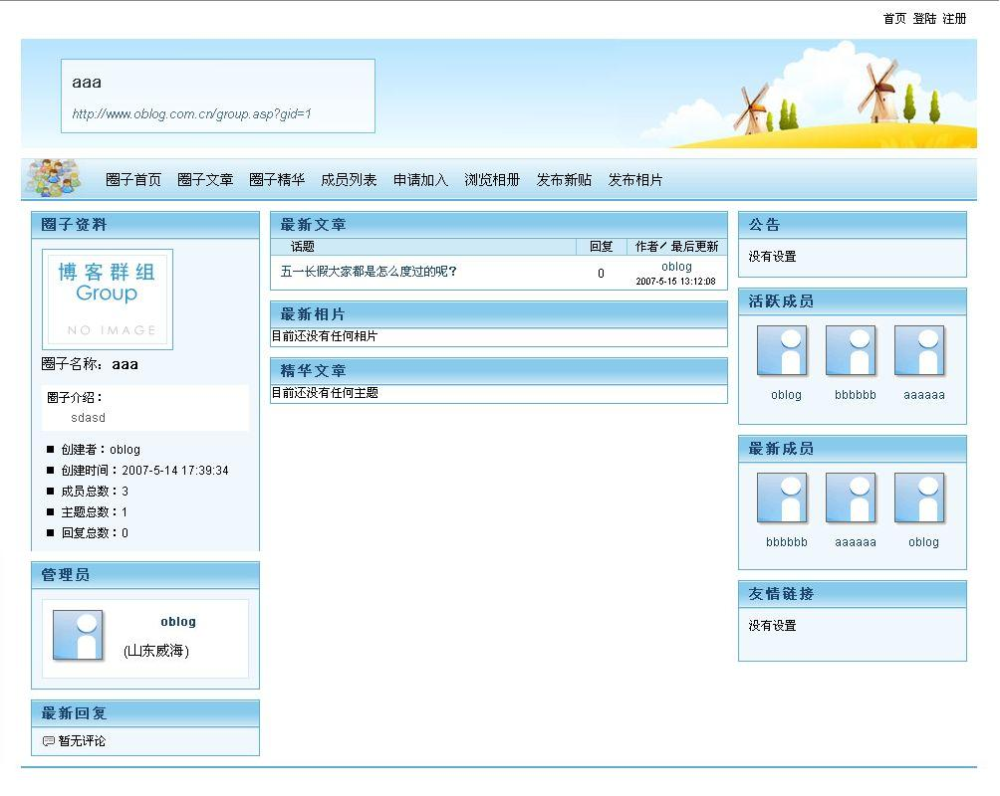 首页 登陆 注册
aaa
http://www.oblog.com.cn/group.asp?gid=1
圈子首页 圈子文章 圈子精华 成员列表 申请加入 浏览相册 发布新贴 发布相片
圈子资料
博客群组
Group
NO IMAGE
圈子名称：aaa
圈子介绍：
sdasd
创建者：oblog
创建时间：2007-5-14 17:39:34
成员总数：3
主题总数：1
回复总数：0
管理员
oblog
(山东威海)
最新回复
暂无评论
最新文章
话题 回复 作者／最后更新
五一长假大家都是怎么度过的呢？ 0 oblog
2007-5-15 13:12:08
最新相片
目前还没有任何相片
精华文章
目前还没有任何主题
公告
没有设置
活跃成员
oblog bbbbbb aaaaaa
最新成员
bbbbbb aaaaaa oblog
友情链接
没有设置